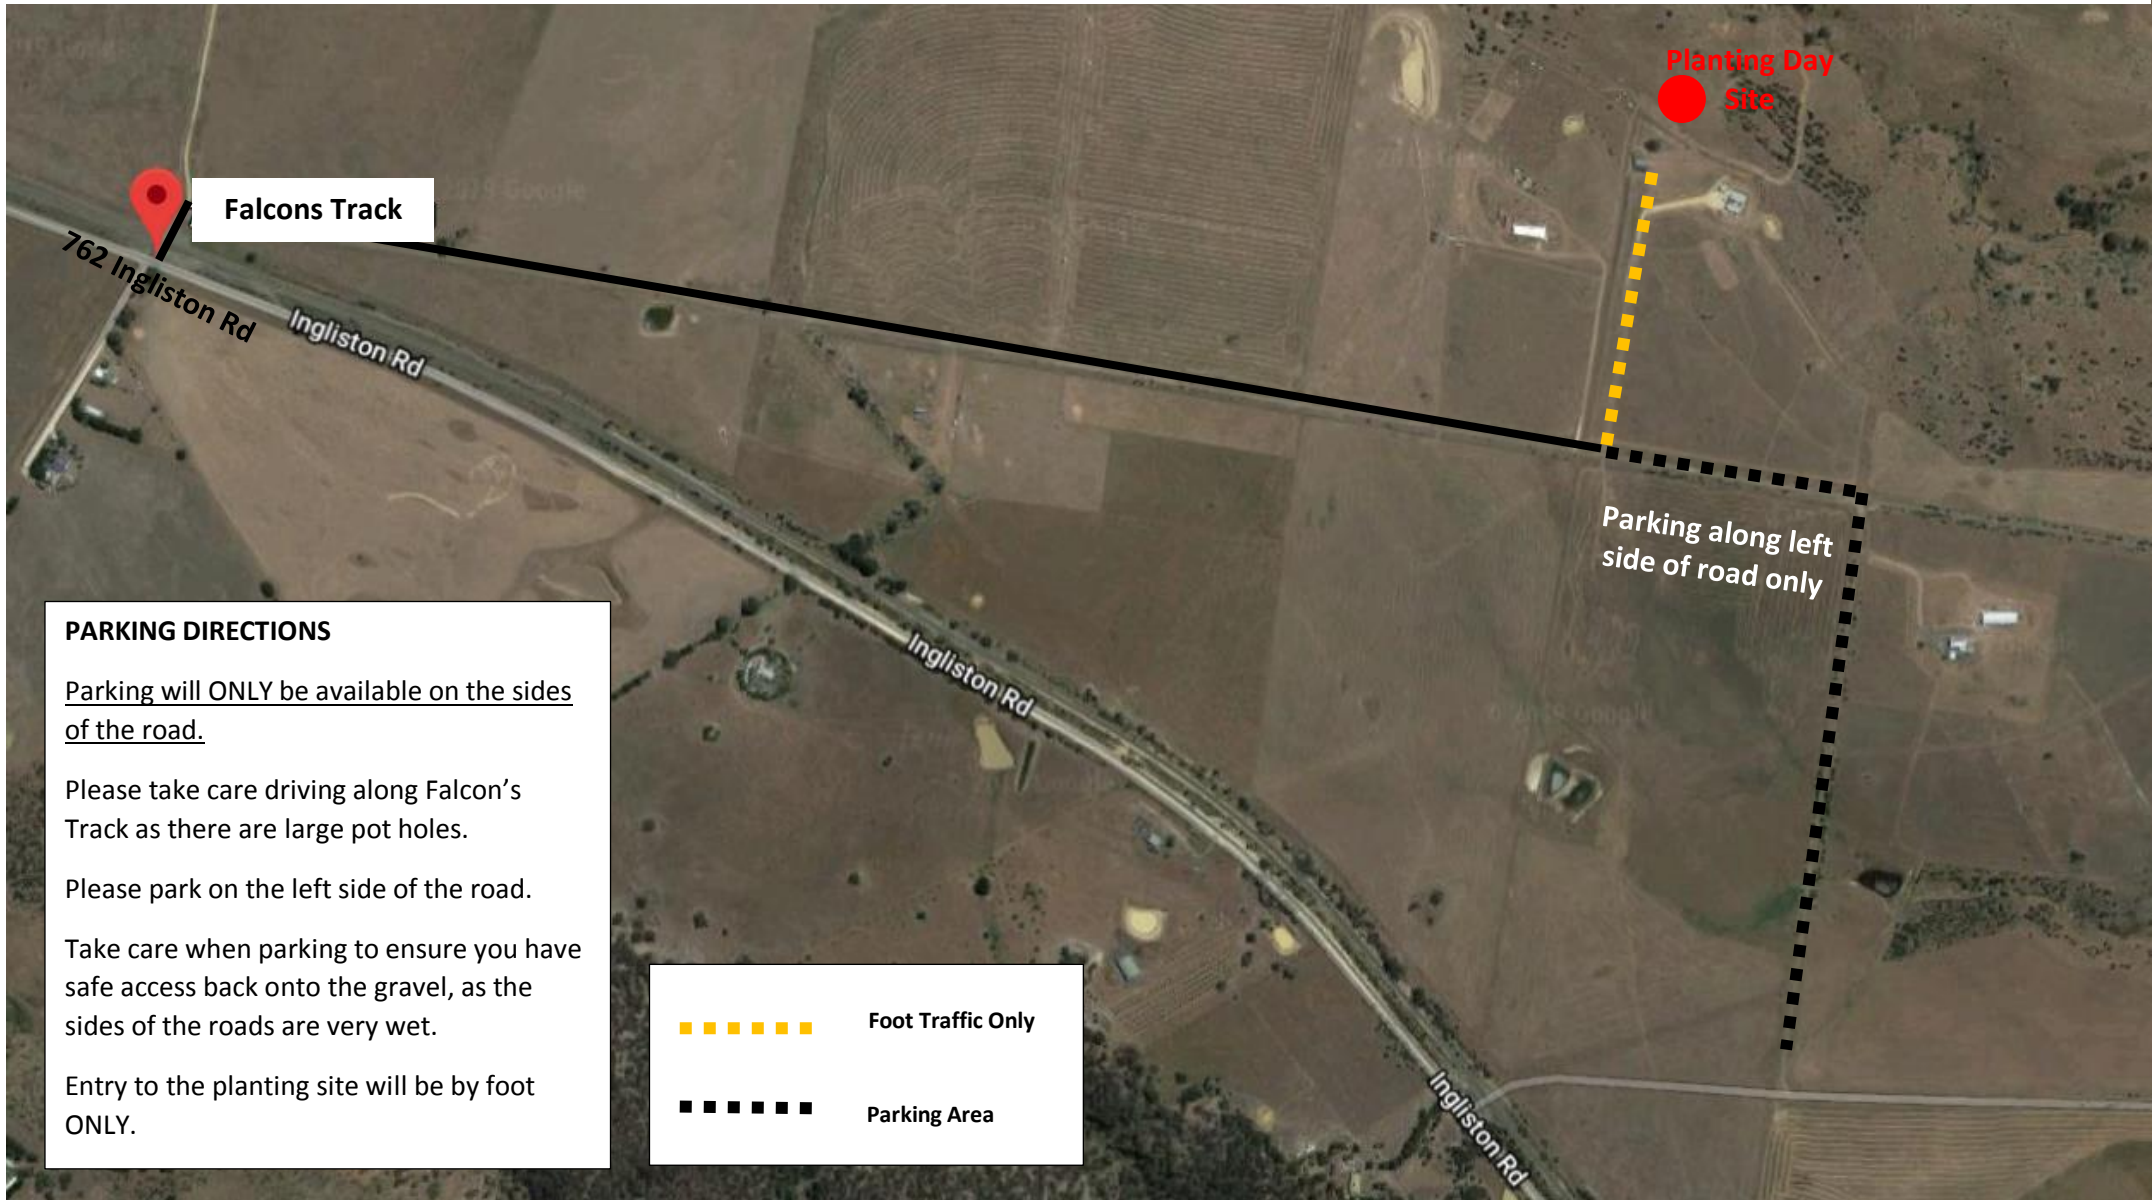 Planting Day
Site
Falcons Track
2019 Google
762 Ingliston Rd
Ingliston Rd
Parking along left
side of road only
Ingliston Rd
© 2019 Google
PARKING DIRECTIONS
Parking will ONLY be available on the sides
of the road.
Please take care driving along Falcon’s
Track as there are large pot holes.
Please park on the left side of the road.
Take care when parking to ensure you have
safe access back onto the gravel, as the
sides of the roads are very wet.
Entry to the planting site will be by foot
ONLY.
Foot Traffic Only
Parking Area
Ingliston Rd